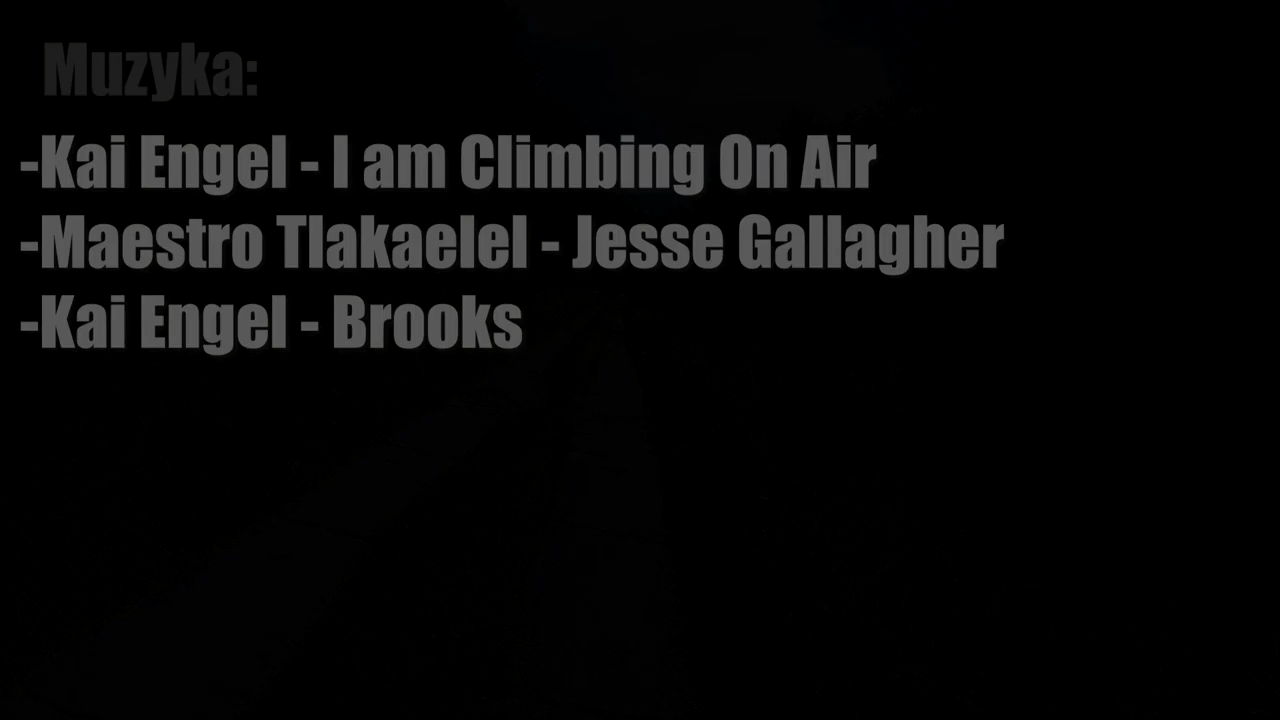 Muzyka:
-Kai Engel - I am Climbing On Air
-Maestro Tlakaelel - Jesse Gallagher
-Kai Engel - Brooks